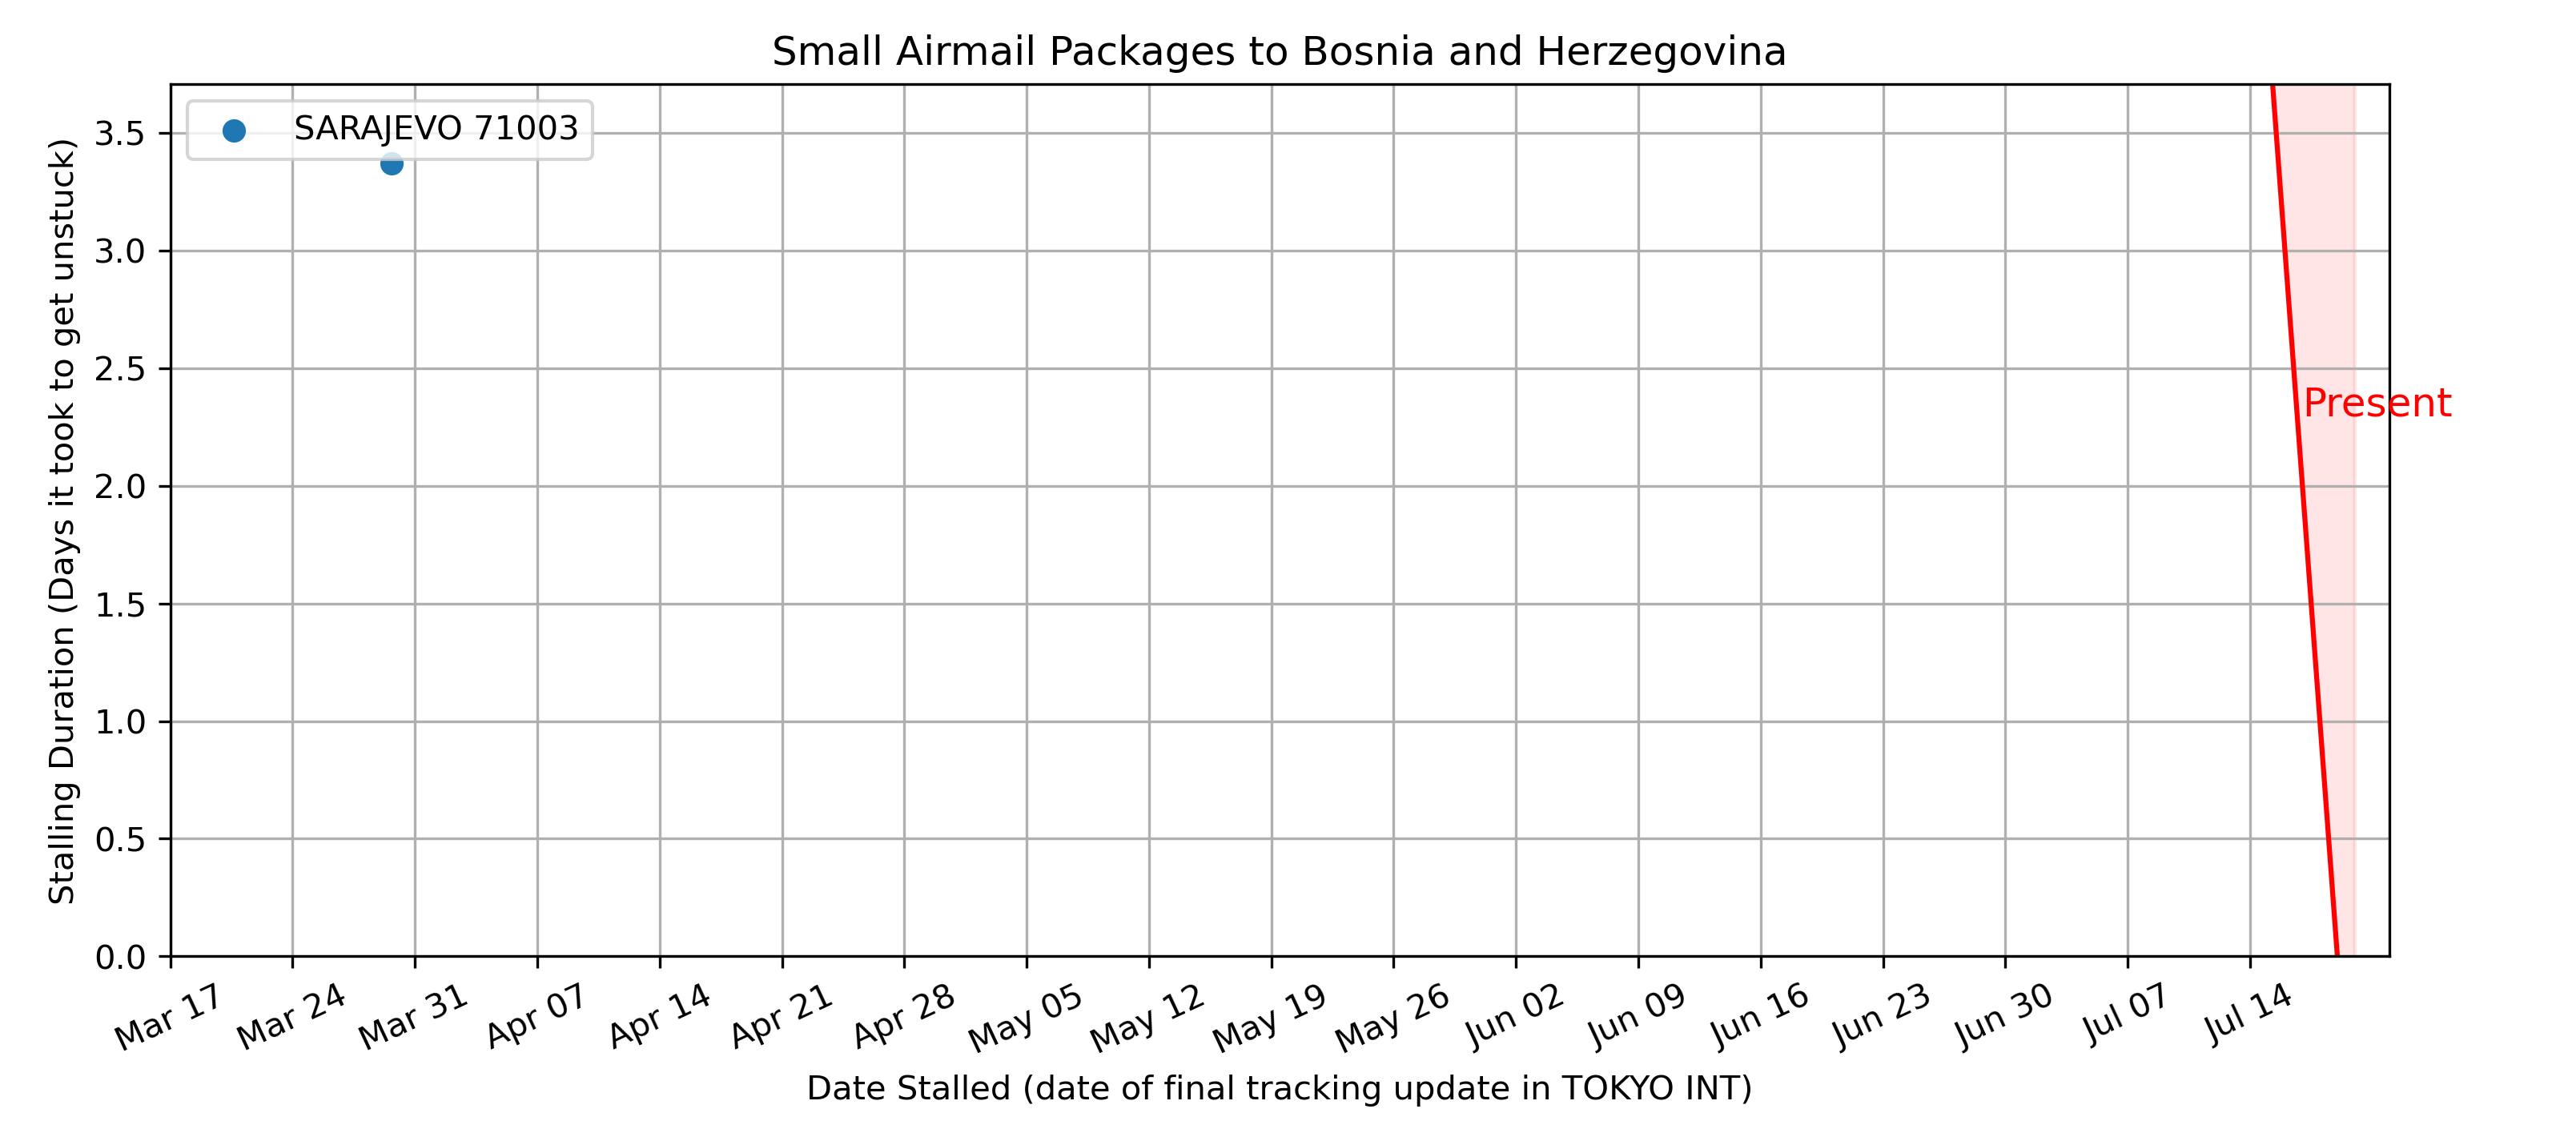 Small Airmail Packages to Bosnia and Herzegovina
SARAJEVO 71003
Stalling Duration (Days it took to get unstuck)
3.5
3.0
2.5
2.0
1.5
1.0
0.5
0.0
Present
Mar 17
Mar 24
Mar 31
Apr 07
Apr 14
Apr 21
Apr 28
May 05
May 12
May 19
May 26
Jun 02
Jun 09
Jun 16
Jun 23
Jun 30
Jul 07
Jul 14
Date Stalled (date of final tracking update in TOKYO INT)